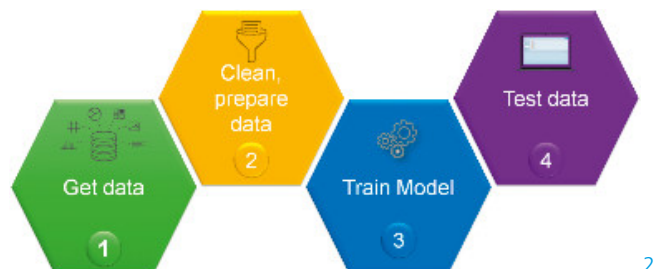 Get data
1
Clean,
prepare
data
2
Train Model
3
Test data
4
2